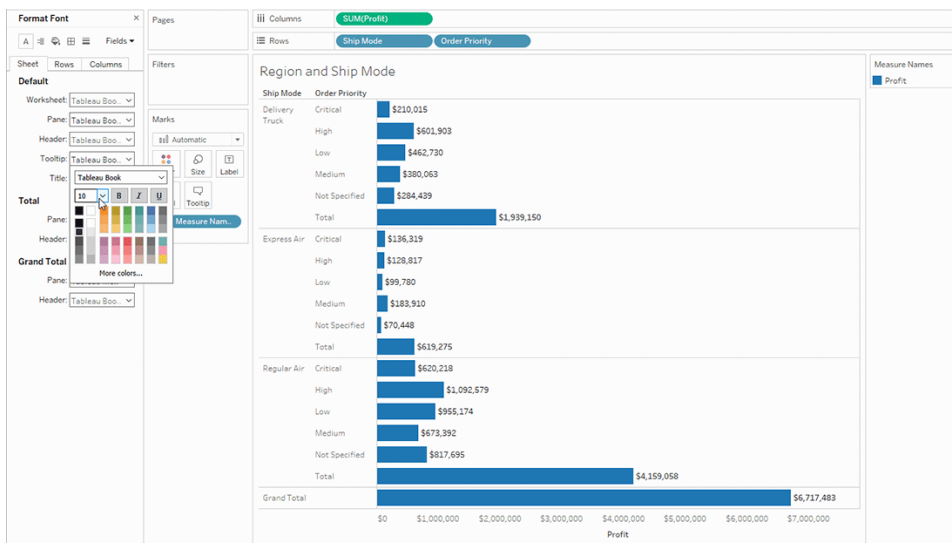 Format Font
×
Fields
Sheet
Rows
Columns
Default
Worksheet: Tableau Boo..
Pane: Tableau Boo..
Header: Tableau Boo..
Tooltip: Tableau Boo..
Title:
Tableau Book
10
B
I
U
Total
Pane:
Header:
More colors...
Grand Total
Pane:
Header: Tableau Boo..
Pages
Filters
Marks
Automatic
Size
Label
Tooltip
Measure Nam..
Columns
SUM(Profit)
Rows
Ship Mode
Order Priority
Region and Ship Mode
Ship Mode Order Priority
Delivery Truck
Critical $210,015
High $601,903
Low $462,730
Medium $380,063
Not Specified $284,439
Total $1,939,150
Express Air Critical $136,319
High $128,817
Low $99,780
Medium $183,910
Not Specified $70,448
Total $619,275
Regular Air Critical $620,218
High $1,092,579
Low $955,174
Medium $673,392
Not Specified $817,695
Total $4,159,058
Grand Total $6,717,483
$0 $1,000,000 $2,000,000 $3,000,000 $4,000,000 $5,000,000 $6,000,000 $7,000,000
Profit
Measure Names
Profit